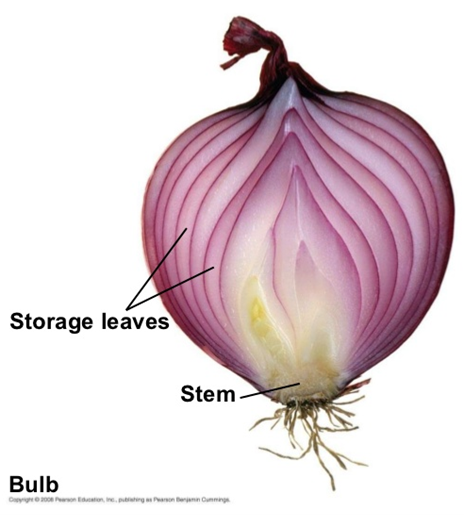 Storage leaves
Stem
Bulb
Copyright © 2008 Pearson Education, Inc., publishing as Pearson Benjamin Cummings.